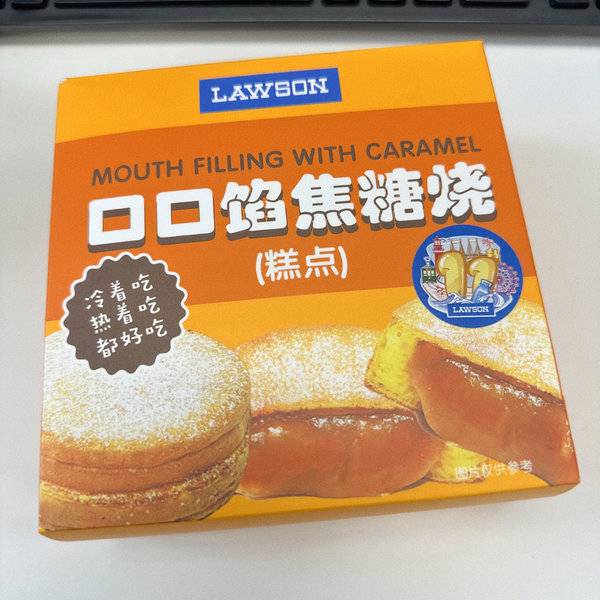 LAWSON
MOUTH FILLING WITH CARAMEL
口口馅焦糖烧
(糕点)
冷着吃
热着吃
都好吃
LAWSON
图片仅供参考